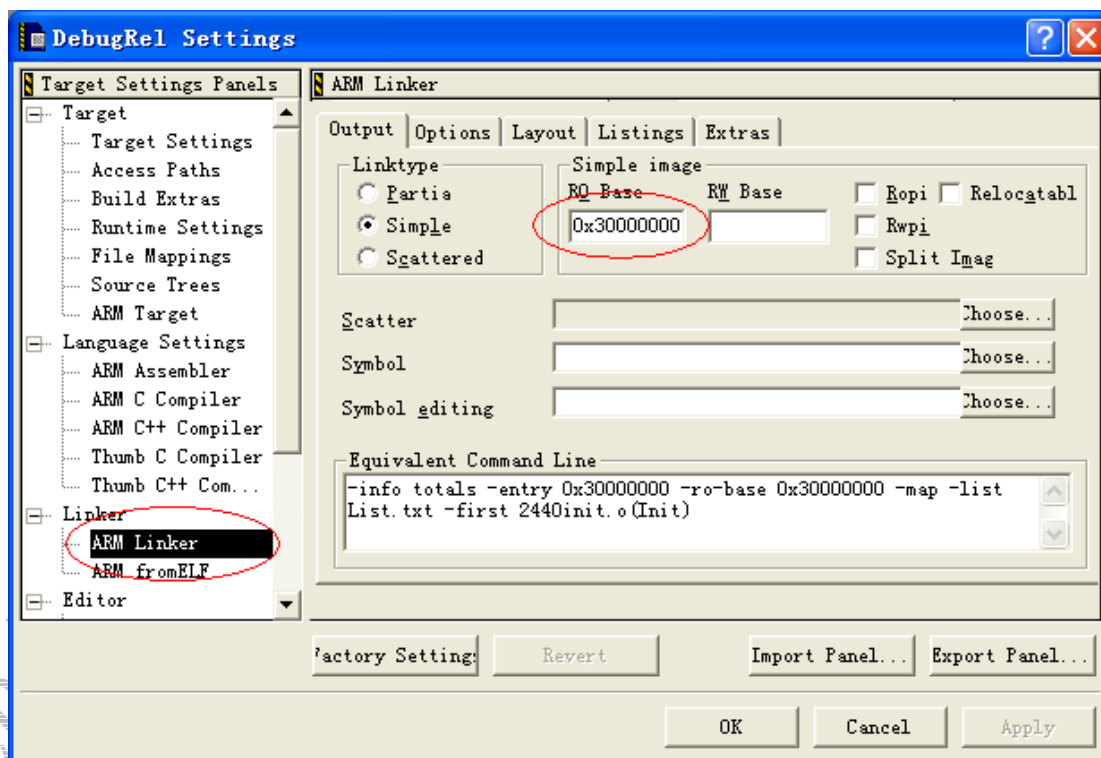 DebugRel Settings
Target Settings Panels
Target
Target Settings
Access Paths
Build Extras
Runtime Settings
File Mappings
Source Trees
ARM Target
Language Settings
ARM Assembler
ARM C Compiler
ARM C++ Compiler
Thumb C Compiler
Thumb C++ Com...
Linker
ARM Linker
ARM fromELF
Editor
ARM Linker
Output Options Layout Listings Extras
Linktype
Partia
Simple
Scattered
Simple image
RO Base RW Base
0x30000000
Ropi Relocatabl
Rwpi
Split Imag
Scatter Choose...
Symbol Choose...
Symbol editing Choose...
Equivalent Command Line
-info totals -entry 0x30000000 -ro-base 0x30000000 -map -list
List.txt -first 2440init.o(Init)
Factory Settings Revert Import Panel... Export Panel...
OK Cancel Apply